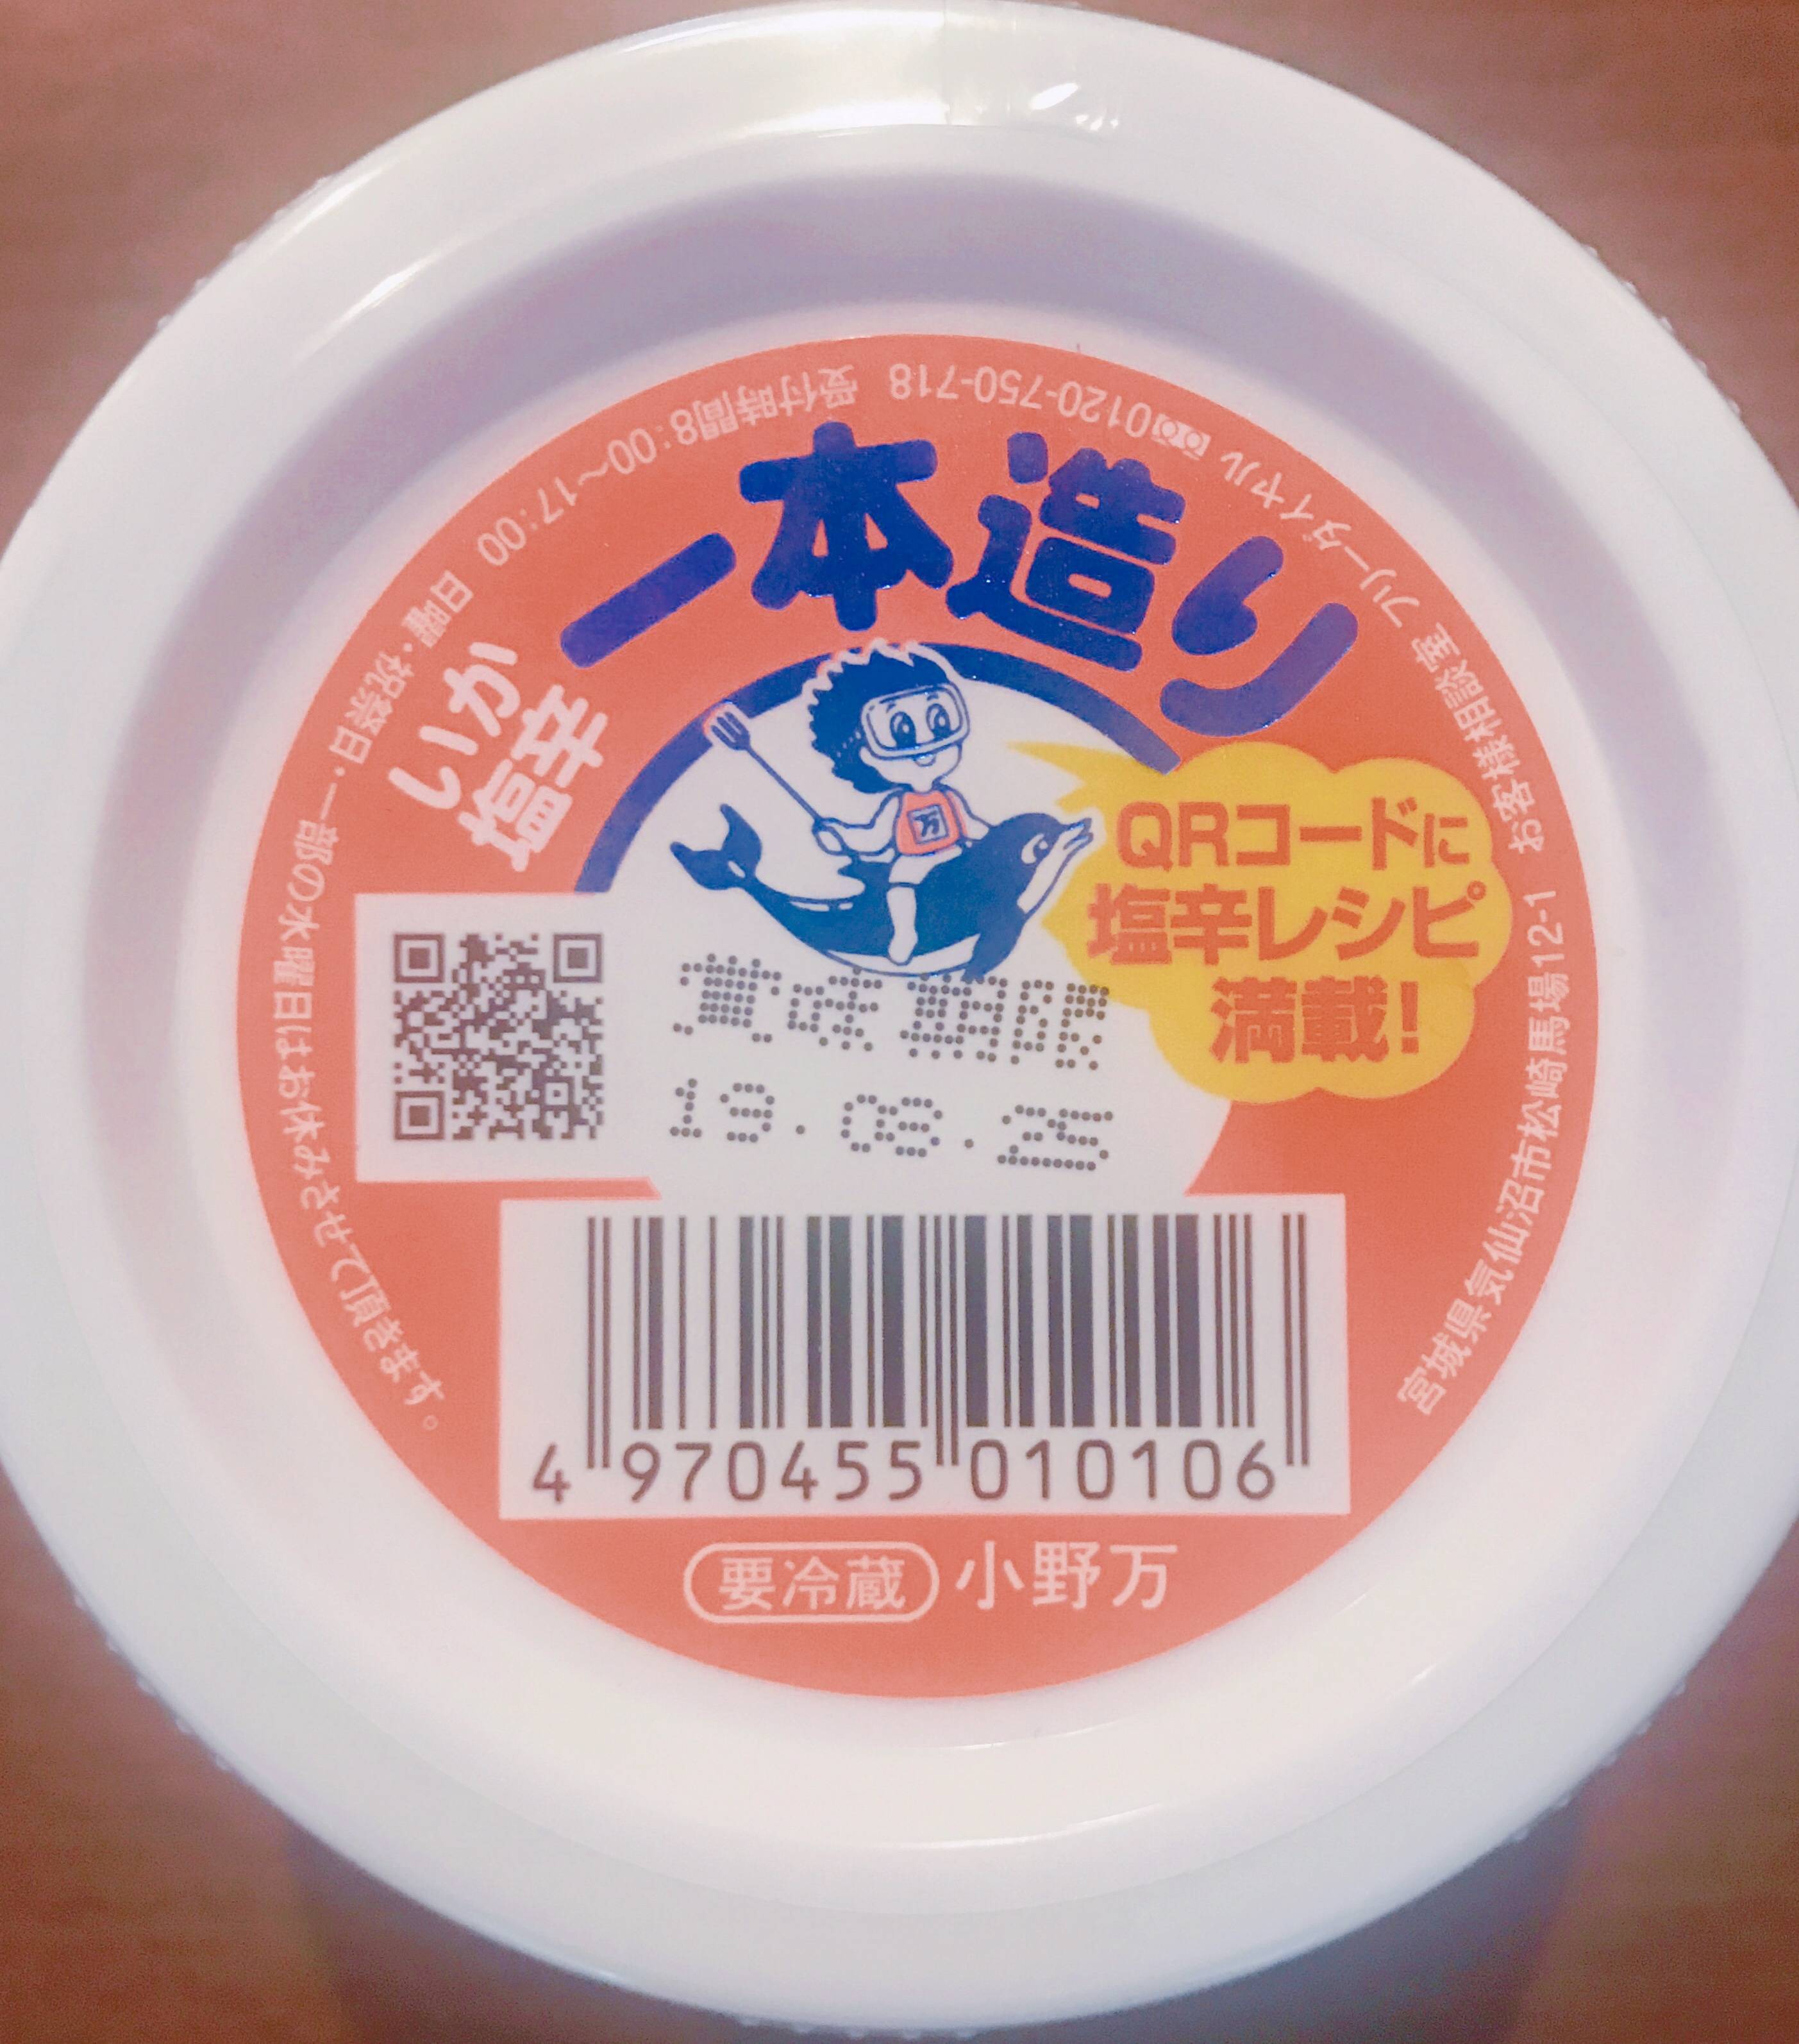 一本造り
いか
塩辛
万
QRコードに
塩辛レシピ
満載!
賞味期限
19.08.25
4 970455 010106
要冷蔵 小野万
宮城県気仙沼市松崎馬場12-1 お客様相談室 フリーダイヤル 0120-750-718 受付時間8:00～17:00 日曜・祝祭日・一部の水曜日はお休みさせて頂きます。